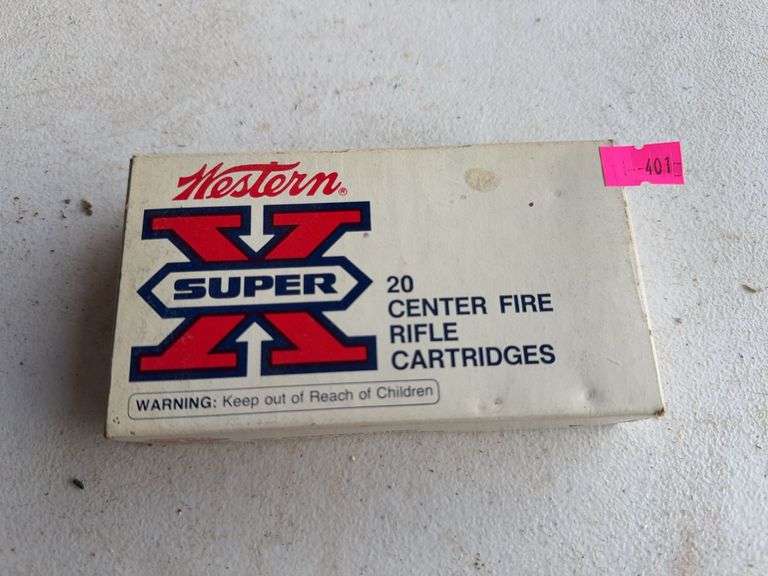 Western®
SUPER X®
20
CENTER FIRE
RIFLE
CARTRIDGES
WARNING: Keep out of Reach of Children
401